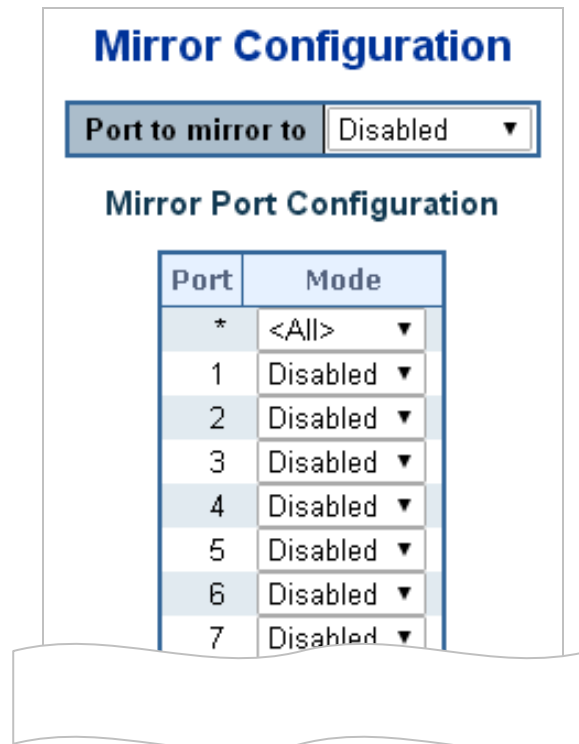 Mirror Configuration
Port to mirror to Disabled
Mirror Port Configuration
Port Mode
* <All>
1 Disabled
2 Disabled
3 Disabled
4 Disabled
5 Disabled
6 Disabled
7 Disabled